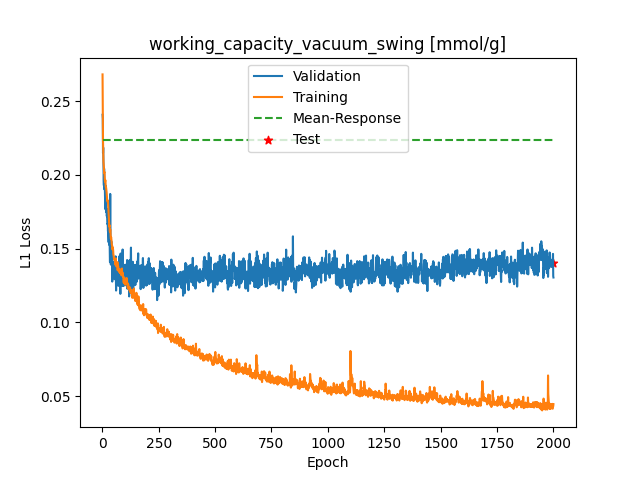 working_capacity_vacuum_swing [mmol/g]
Validation
Training
Mean-Response
Test
L1 Loss
0.25
0.20
0.15
0.10
0.05
0 250 500 750 1000 1250 1500 1750 2000
Epoch